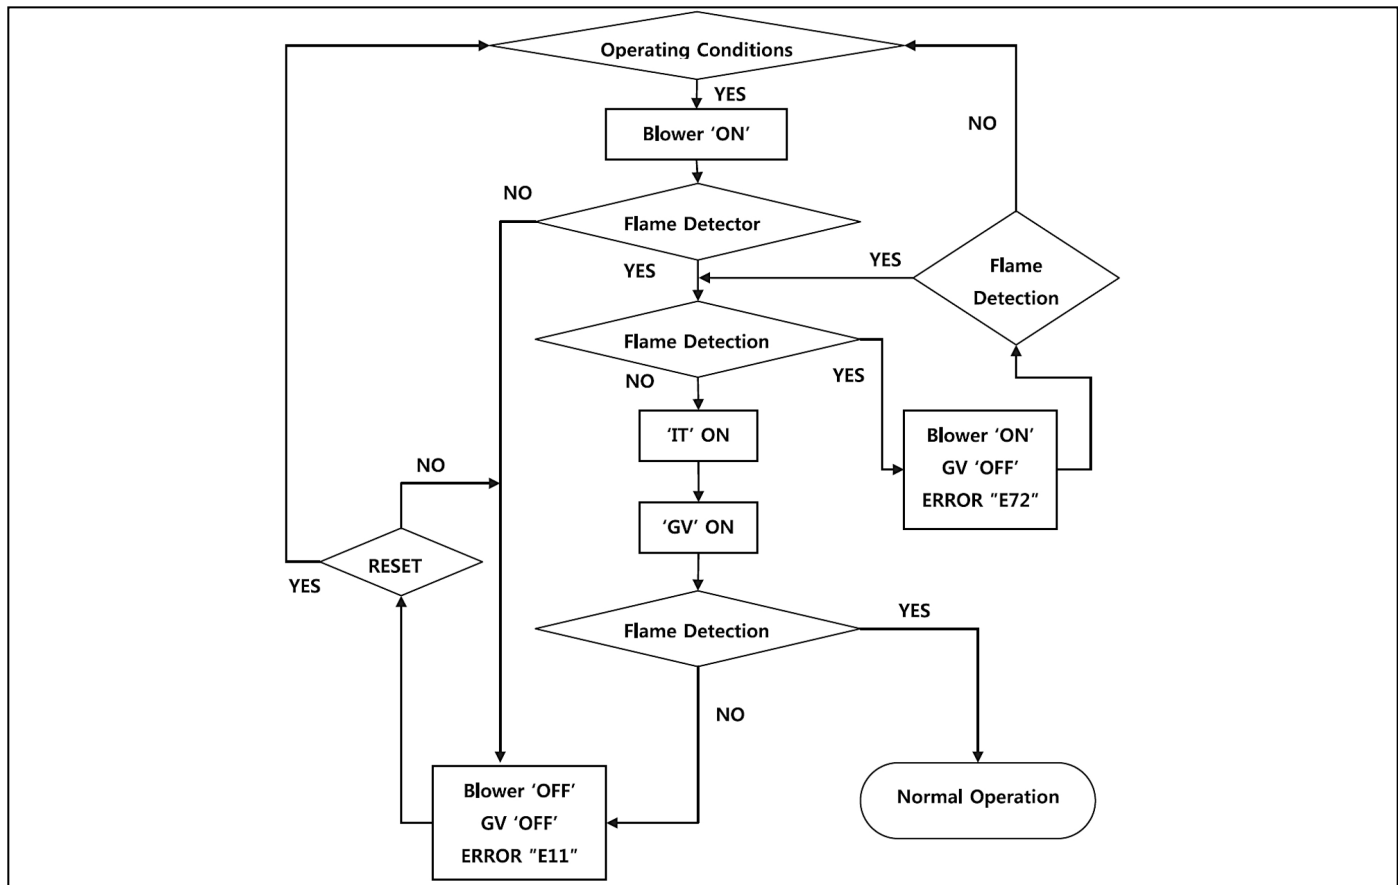 Operating Conditions
YES
NO
Blower ‘ON’
NO
Flame Detector
YES
YES
Flame
Detection
Flame Detection
NO
YES
‘IT’ ON
Blower ‘ON’
GV ‘OFF’
ERROR "E72"
NO
‘GV’ ON
RESET
YES
YES
Flame Detection
NO
Blower ‘OFF’
GV ‘OFF’
ERROR "E11"
Normal Operation